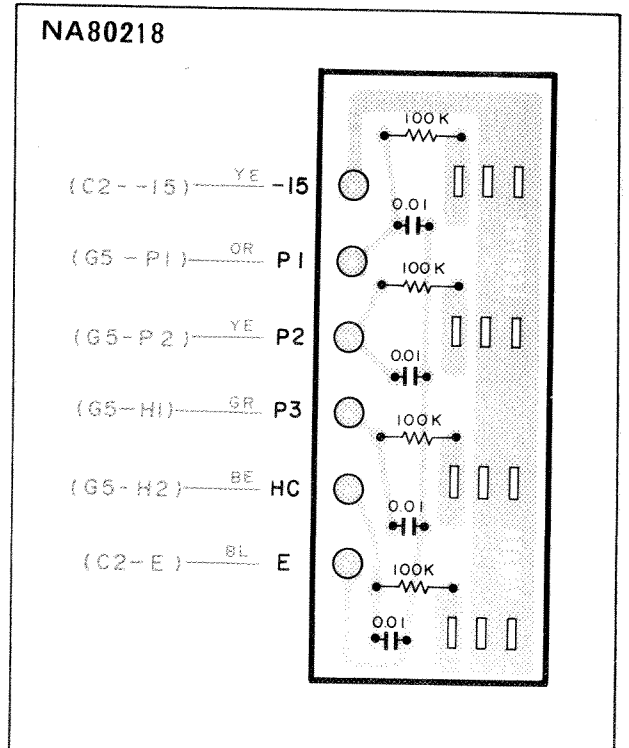 NA80218
100K
(C2--15) YE -15
0.01
(G5-P1) OR P1
100K
(G5-P2) YE P2
0.01
(G5-H1) GR P3
100K
(G5-H2) BE HC
0.01
(C2-E) BL E
100K
0.01